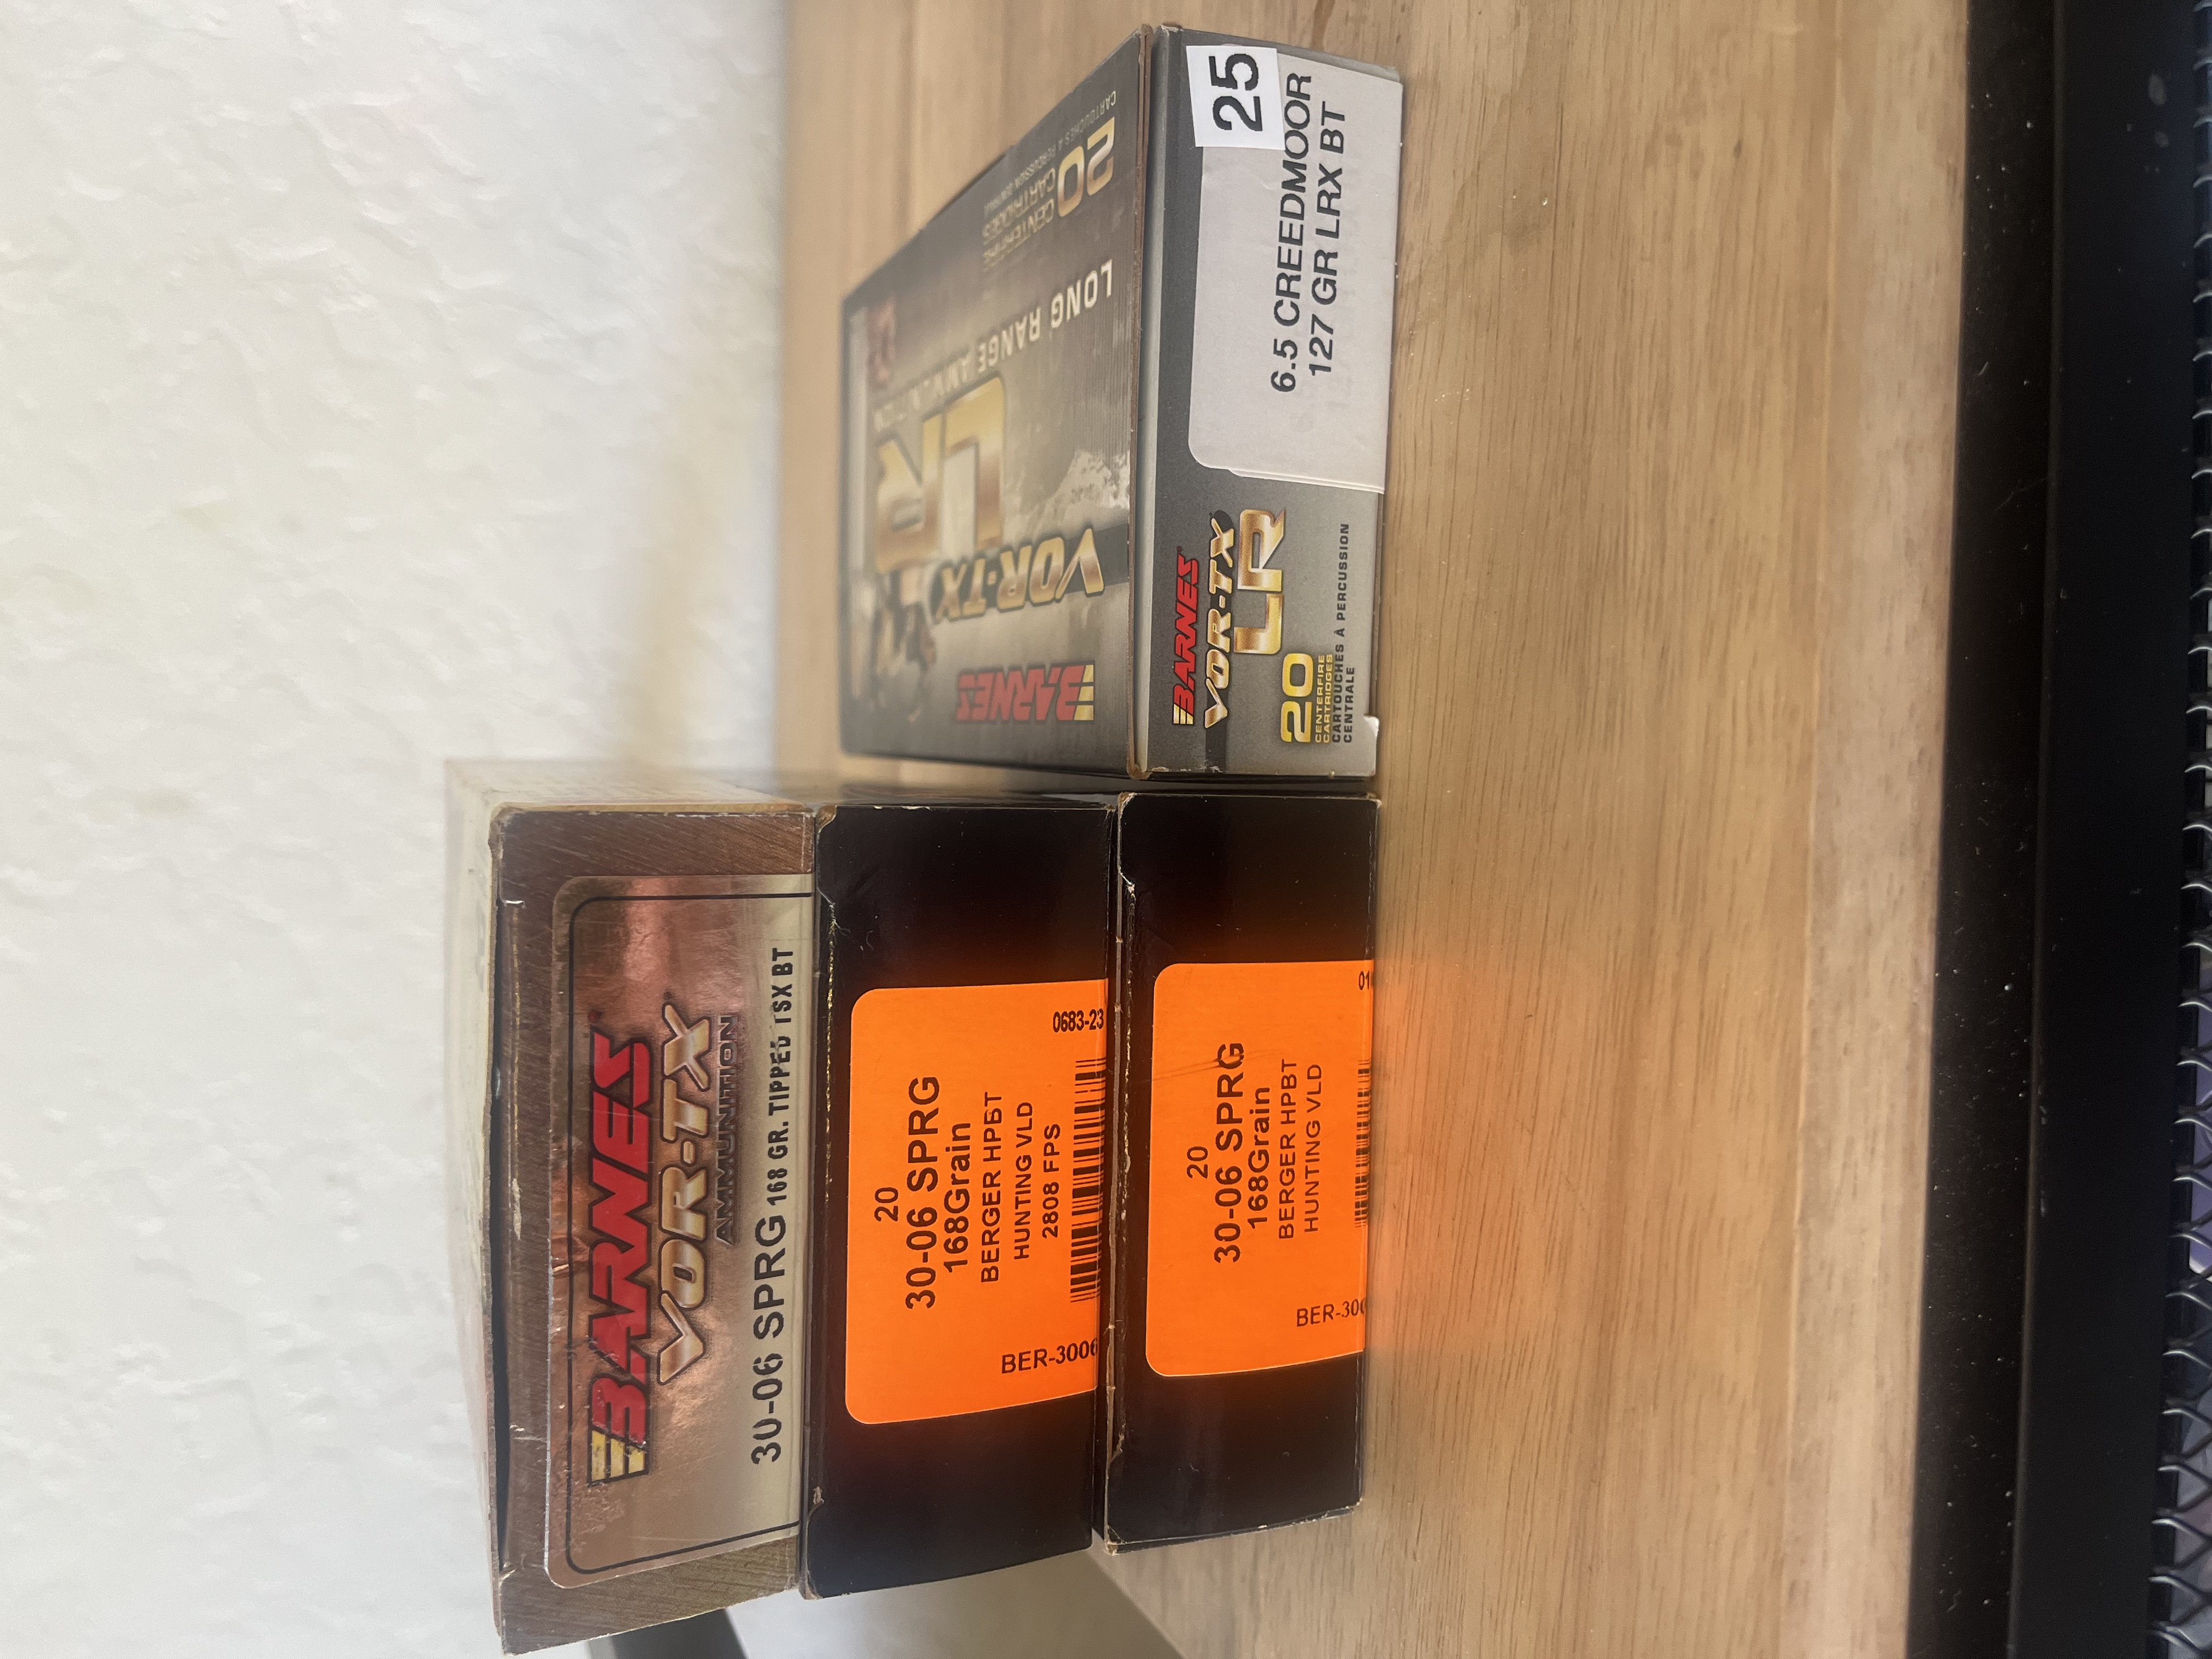 BARNES
VOR-TX
AMMUNITION
30-06 SPRG 168 GR. TIPPED TSX BT
20
30-06 SPRG
168Grain
BERGER HPBT
HUNTING VLD
2808 FPS
0683-23
BER-3006
20
30-06 SPRG
168Grain
BERGER HPBT
HUNTING VLD
BER-300
BARNES
VOR-TX
LR
LONG RANGE AMMUNITION
20
CENTERFIRE
CARTRIDGES
CARTOUCHES À PERCUSSION CENTRALE
BARNES
VOR-TX
LR
20
CENTERFIRE
CARTRIDGES
CARTOUCHES À PERCUSSION
CENTRALE
25
6.5 CREEDMOOR
127 GR LRX BT